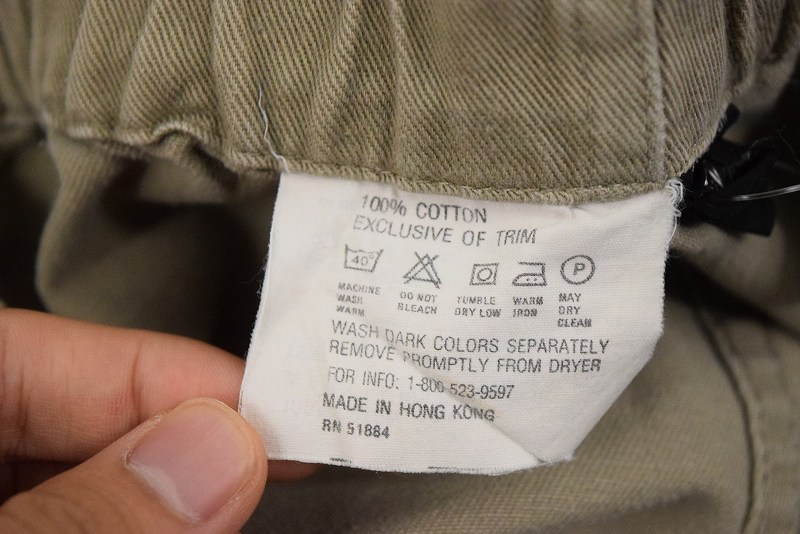 100% COTTON
EXCLUSIVE OF TRIM
40° P
MACHINE WASH WARM
DO NOT BLEACH
TUMBLE DRY LOW
WARM IRON
MAY DRY CLEAN
WASH DARK COLORS SEPARATELY
REMOVE PROMPTLY FROM DRYER
FOR INFO: 1-800-523-9597
MADE IN HONG KONG
RN 51884